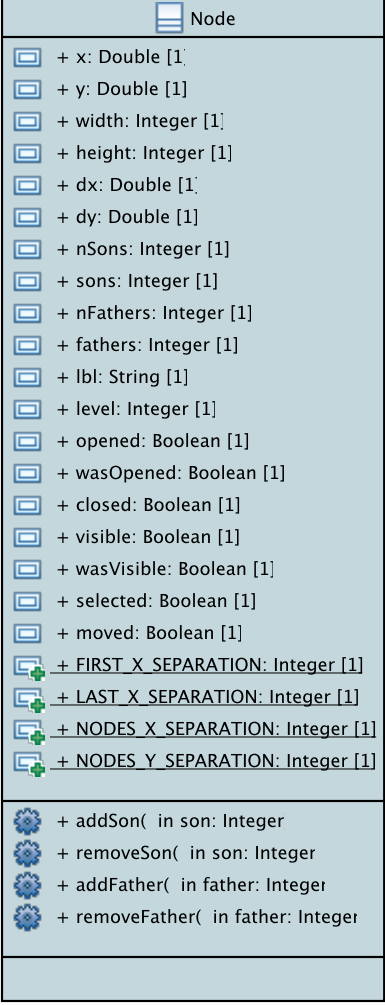 Node
+ x: Double [1]
+ y: Double [1]
+ width: Integer [1]
+ height: Integer [1]
+ dx: Double [1]
+ dy: Double [1]
+ nSons: Integer [1]
+ sons: Integer [1]
+ nFathers: Integer [1]
+ fathers: Integer [1]
+ lbl: String [1]
+ level: Integer [1]
+ opened: Boolean [1]
+ wasOpened: Boolean [1]
+ closed: Boolean [1]
+ visible: Boolean [1]
+ wasVisible: Boolean [1]
+ selected: Boolean [1]
+ moved: Boolean [1]
+ FIRST_X_SEPARATION: Integer [1]
+ LAST_X_SEPARATION: Integer [1]
+ NODES_X_SEPARATION: Integer [1]
+ NODES_Y_SEPARATION: Integer [1]
+ addSon(  in son: Integer
+ removeSon(  in son: Integer
+ addFather(  in father: Integer
+ removeFather(  in father: Integer